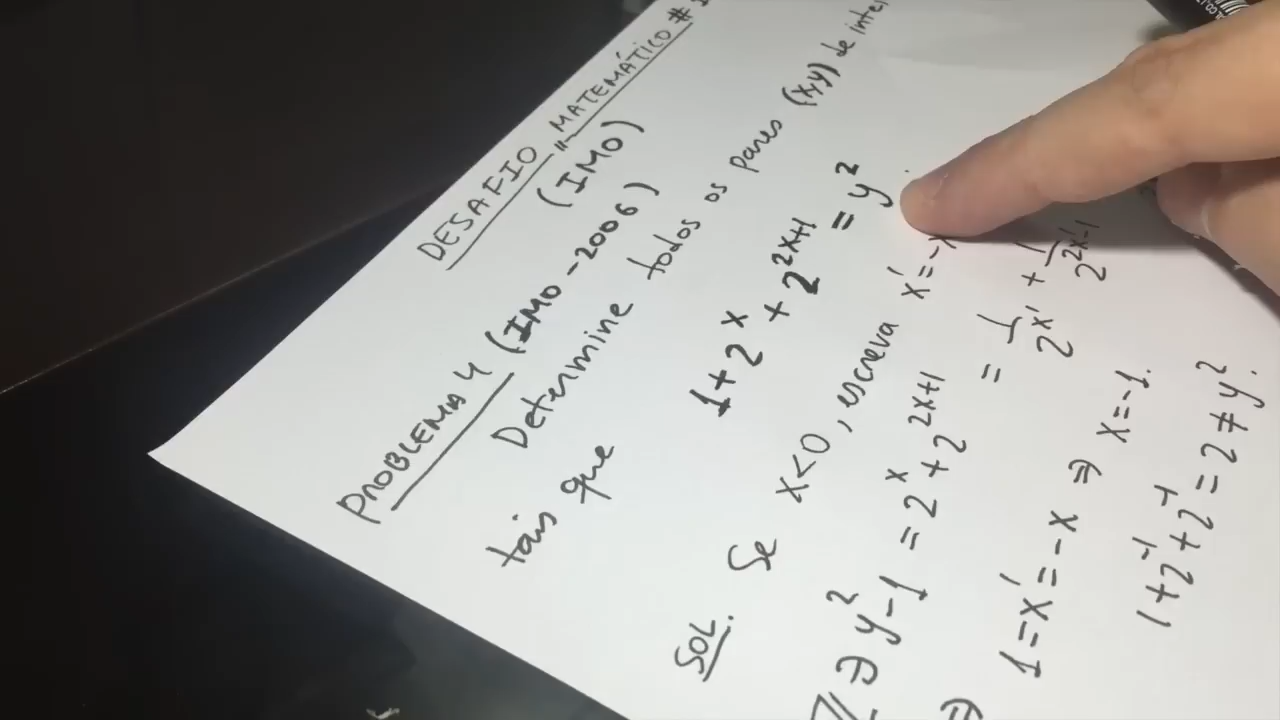 DESAFIO MATEMÁTICO #
(IMO)
PROBLEMA 4 (IMO-2006)
Determine todos os pares (x,y) de
tais que
1+2^x + 2^{2x+1} = y^2
SOL. Se x<0, escreva x' = -x
ℤ ∋ y^2-1 = 2^x + 2^{2x+1} = 1/2^{x'} + 1/2^{2x'-1}
⇒ 1=x'=-x ⇒ x=-1.
1+2^{-1}+2^{-1} = 2 ≠ y^2.